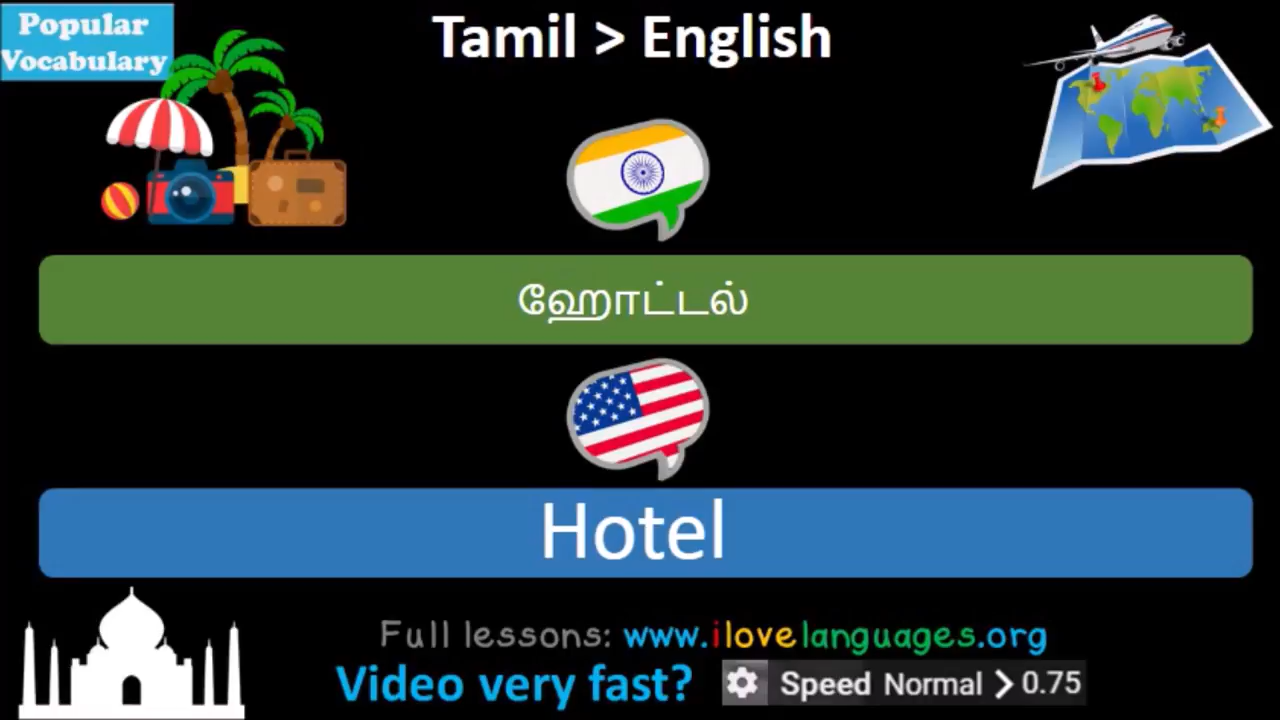 Popular
Vocabulary
Tamil > English
ஹோட்டல்
Hotel
Full lessons: www.ilovelanguages.org
Video very fast? Speed Normal > 0.75